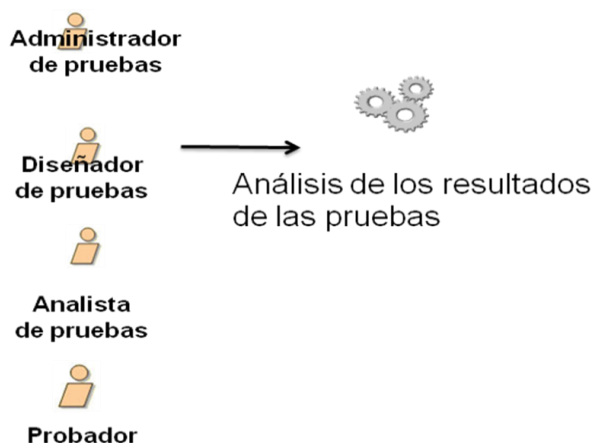 Administrador
de pruebas
Diseñador
de pruebas
Análisis de los resultados
de las pruebas
Analista
de pruebas
Probador